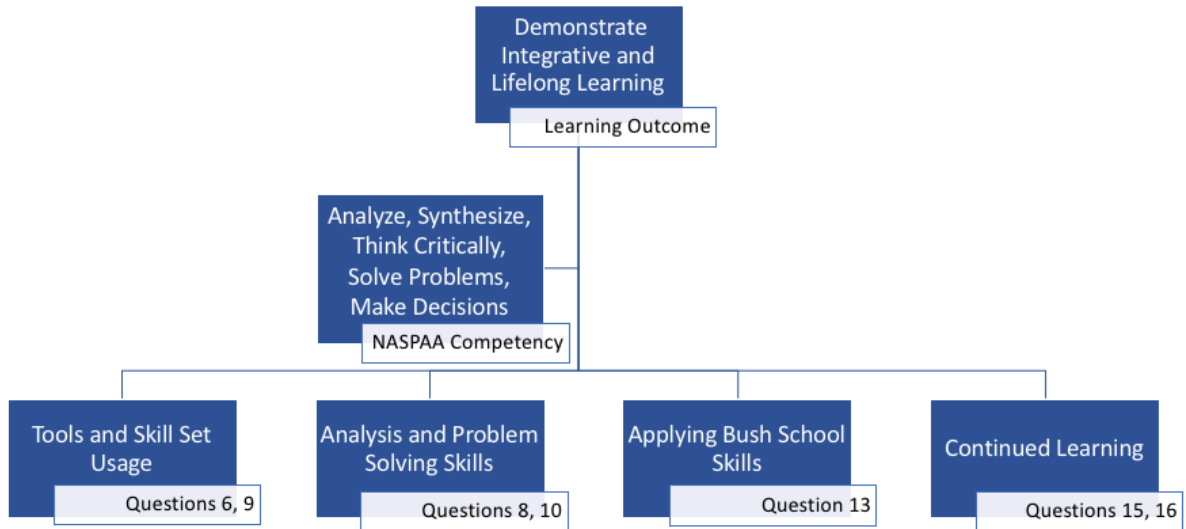 Demonstrate
Integrative and
Lifelong Learning
Learning Outcome
Analyze, Synthesize,
Think Critically,
Solve Problems,
Make Decisions
NASPAA Competency
Tools and Skill Set
Usage
Questions 6, 9
Analysis and Problem
Solving Skills
Questions 8, 10
Applying Bush School
Skills
Question 13
Continued Learning
Questions 15, 16